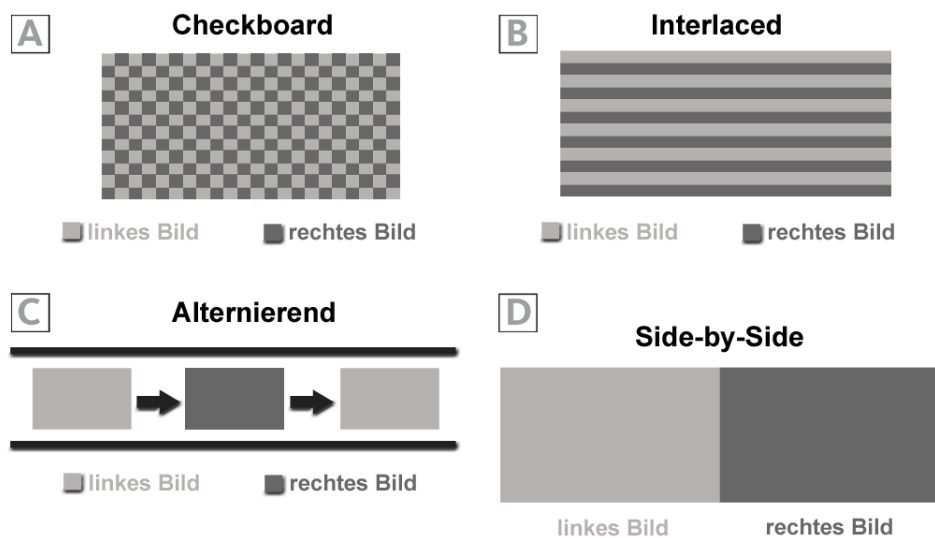 A
Checkboard
linkes Bild
rechtes Bild
B
Interlaced
linkes Bild
rechtes Bild
C
Alternierend
linkes Bild
rechtes Bild
D
Side-by-Side
linkes Bild
rechtes Bild